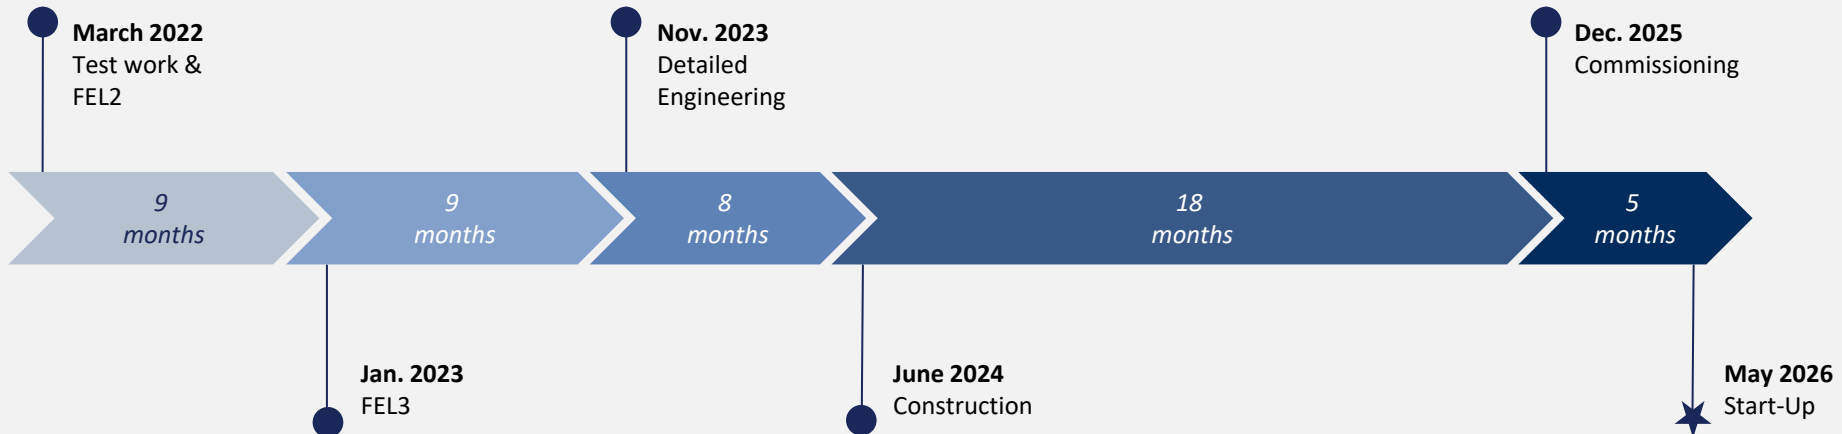 March 2022
Test work &
FEL2
Nov. 2023
Detailed
Engineering
Dec. 2025
Commissioning
9
months
9
months
8
months
18
months
5
months
Jan. 2023
FEL3
June 2024
Construction
May 2026
Start-Up